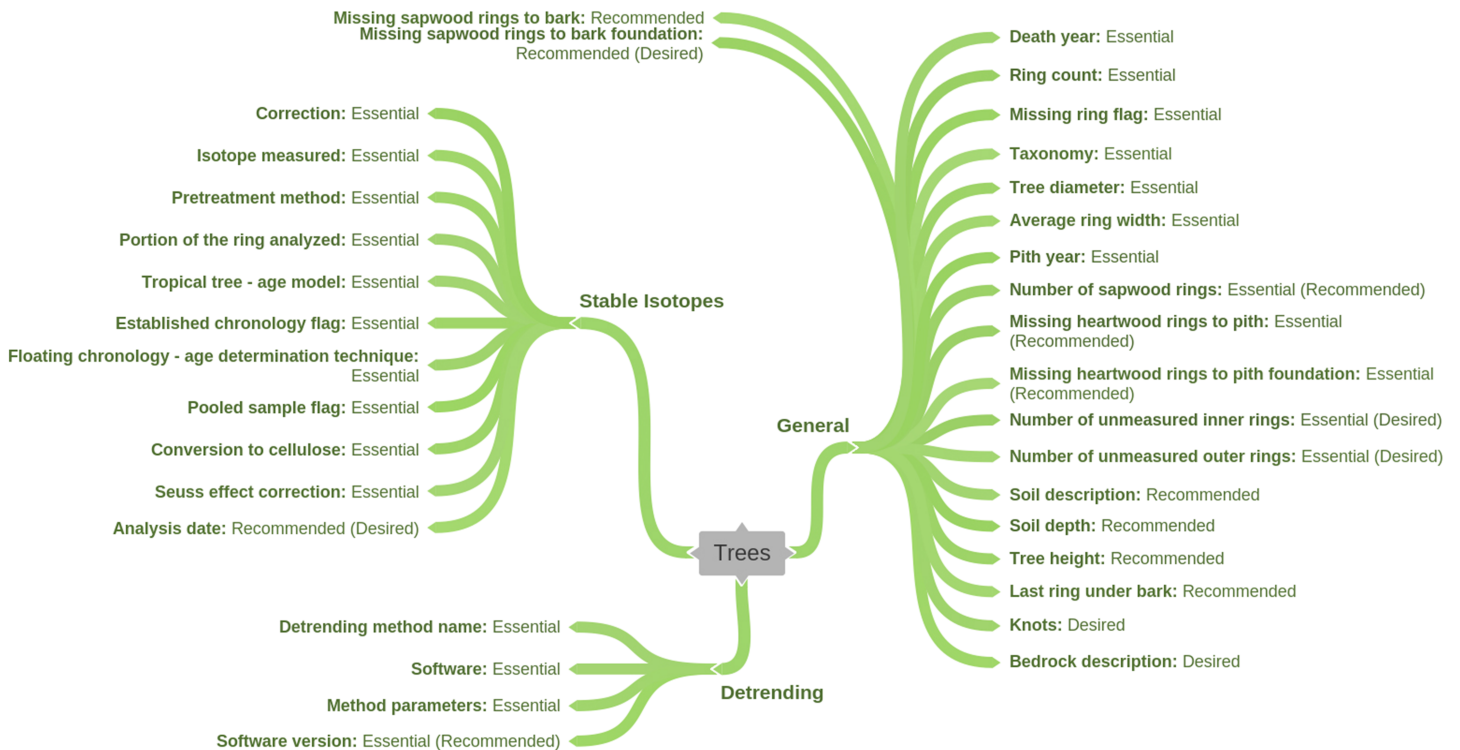 Missing sapwood rings to bark: Recommended
Missing sapwood rings to bark foundation:
Recommended (Desired)
Correction: Essential
Isotope measured: Essential
Pretreatment method: Essential
Portion of the ring analyzed: Essential
Tropical tree - age model: Essential
Established chronology flag: Essential
Floating chronology - age determination technique:
Essential
Pooled sample flag: Essential
Conversion to cellulose: Essential
Seuss effect correction: Essential
Analysis date: Recommended (Desired)
Stable Isotopes
Trees
General
Death year: Essential
Ring count: Essential
Missing ring flag: Essential
Taxonomy: Essential
Tree diameter: Essential
Average ring width: Essential
Pith year: Essential
Number of sapwood rings: Essential (Recommended)
Missing heartwood rings to pith: Essential
(Recommended)
Missing heartwood rings to pith foundation: Essential
(Recommended)
Number of unmeasured inner rings: Essential (Desired)
Number of unmeasured outer rings: Essential (Desired)
Soil description: Recommended
Soil depth: Recommended
Tree height: Recommended
Last ring under bark: Recommended
Knots: Desired
Bedrock description: Desired
Detrending method name: Essential
Software: Essential
Method parameters: Essential
Software version: Essential (Recommended)
Detrending